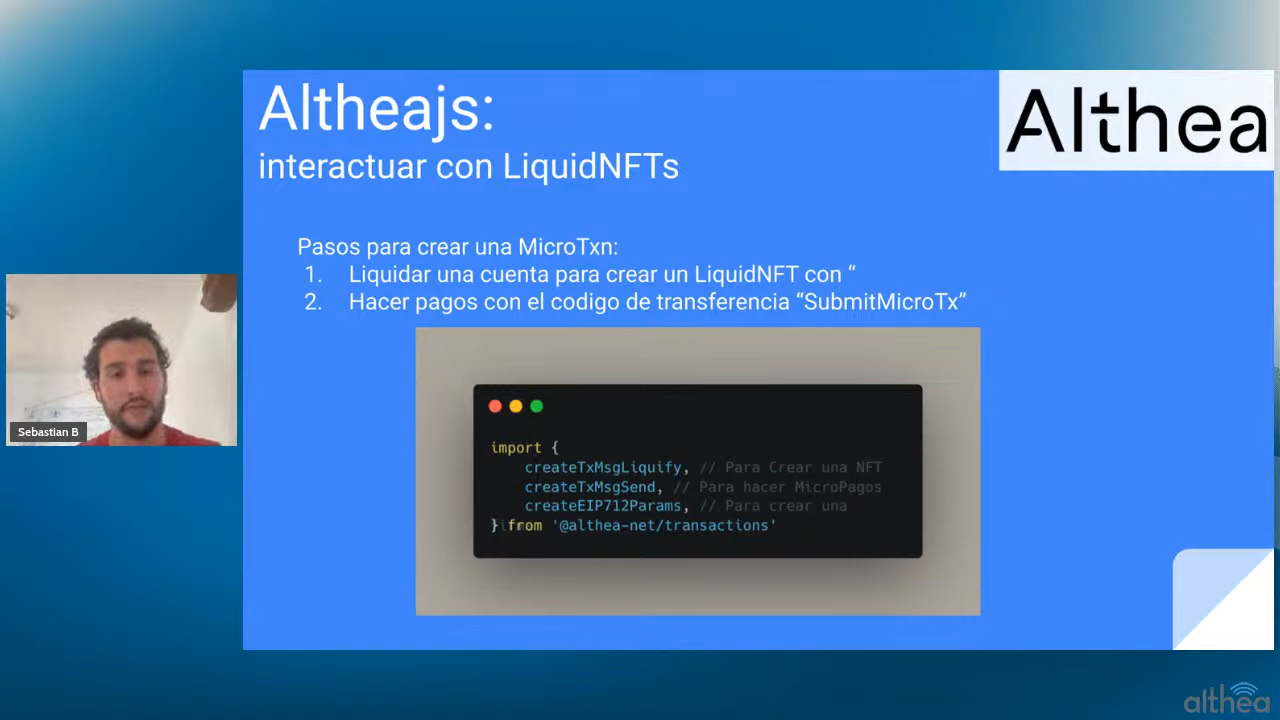 Altheajs:
interactuar con LiquidNFTs
Althea
Pasos para crear una MicroTxn:
1. Liquidar una cuenta para crear un LiquidNFT con “
2. Hacer pagos con el codigo de transferencia “SubmitMicroTx”
import {
createTxMsgLiquify, // Para Crear una NFT
createTxMsgSend, // Para hacer MicroPagos
createEIP712Params, // Para crear una
} from '@althea-net/transactions'
Sebastian B
althea